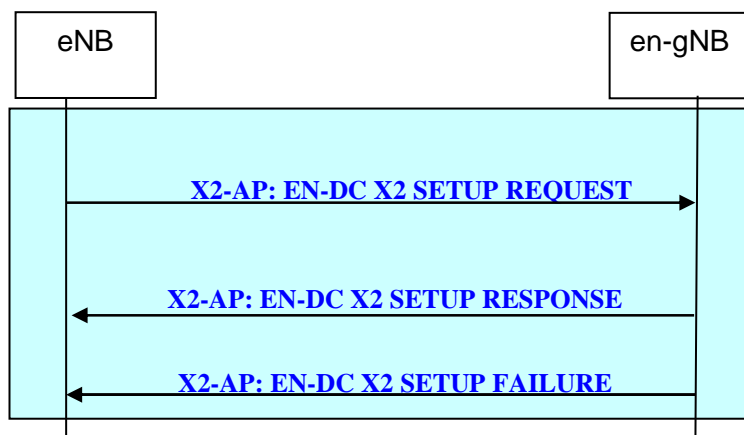 eNB
en-gNB
X2-AP: EN-DC X2 SETUP REQUEST
X2-AP: EN-DC X2 SETUP RESPONSE
X2-AP: EN-DC X2 SETUP FAILURE